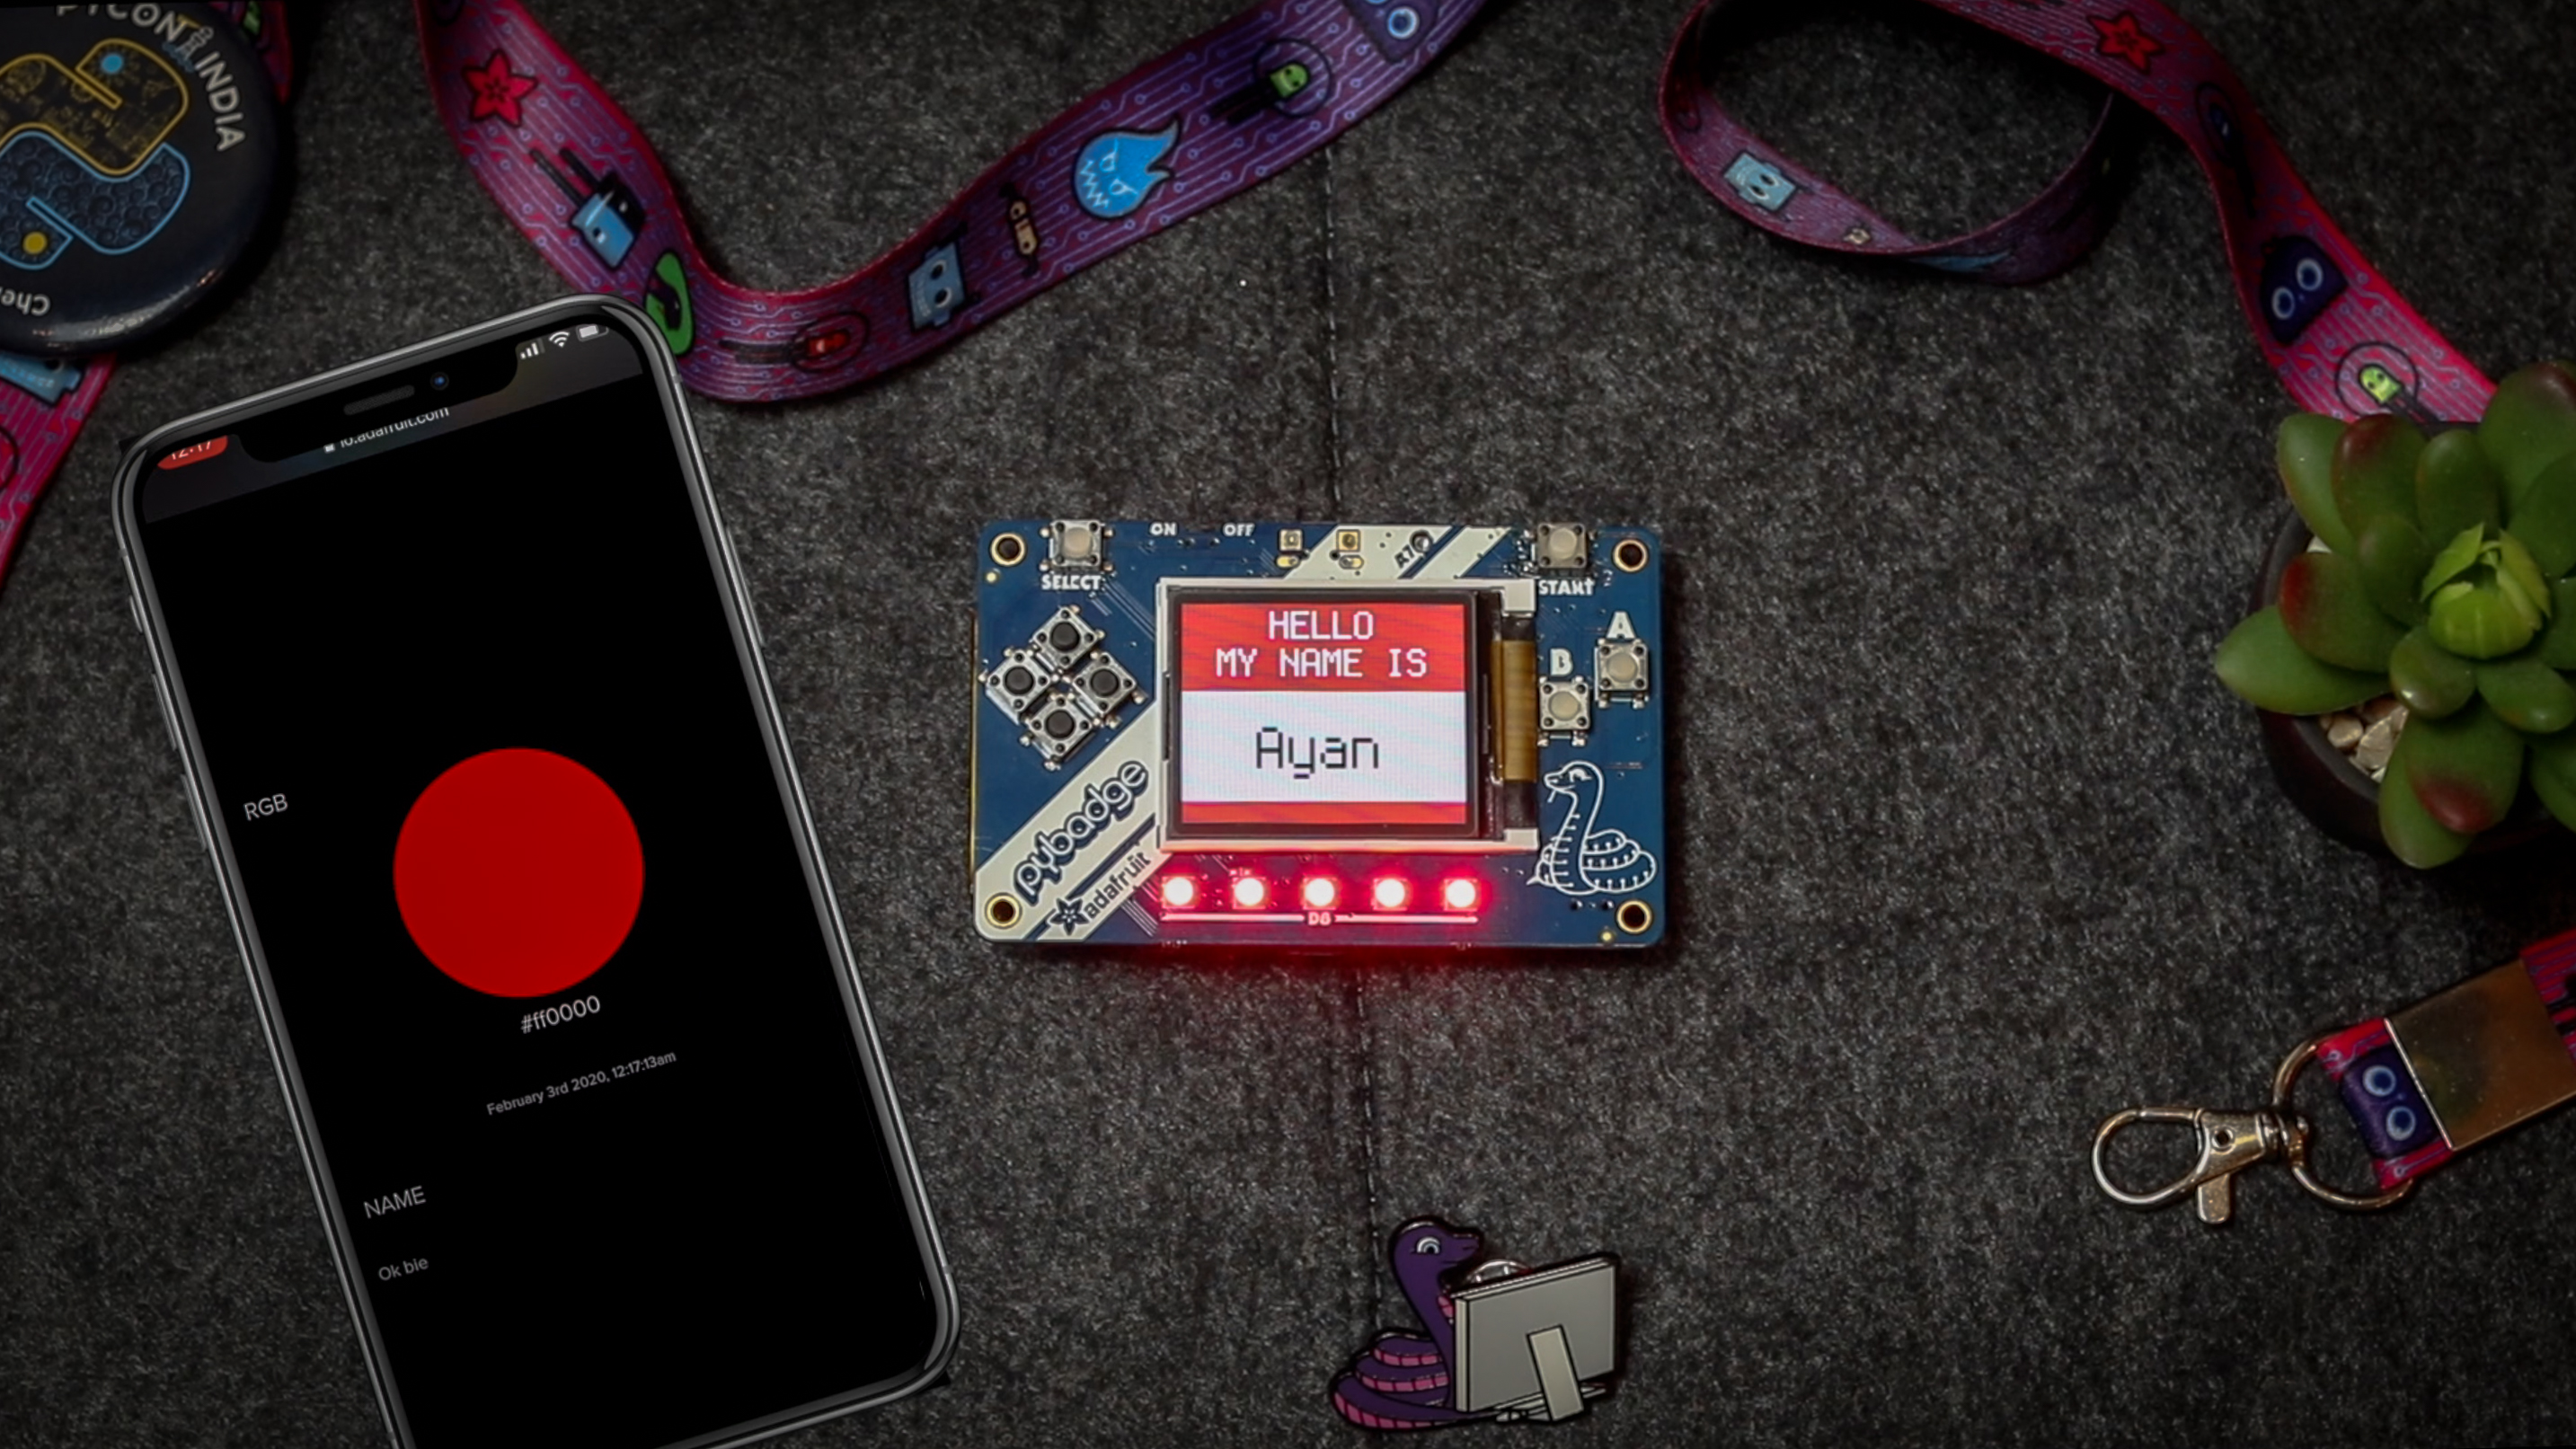 PYCON INDIA
Che
12:17
io.adafruit.com
RGB
#ff0000
February 3rd 2020, 12:17:13am
NAME
Ok bie
ON
OFF
A7
SELECT
START
A
B
HELLO
MY NAME IS
Ayan
pybadge
adafruit
D8